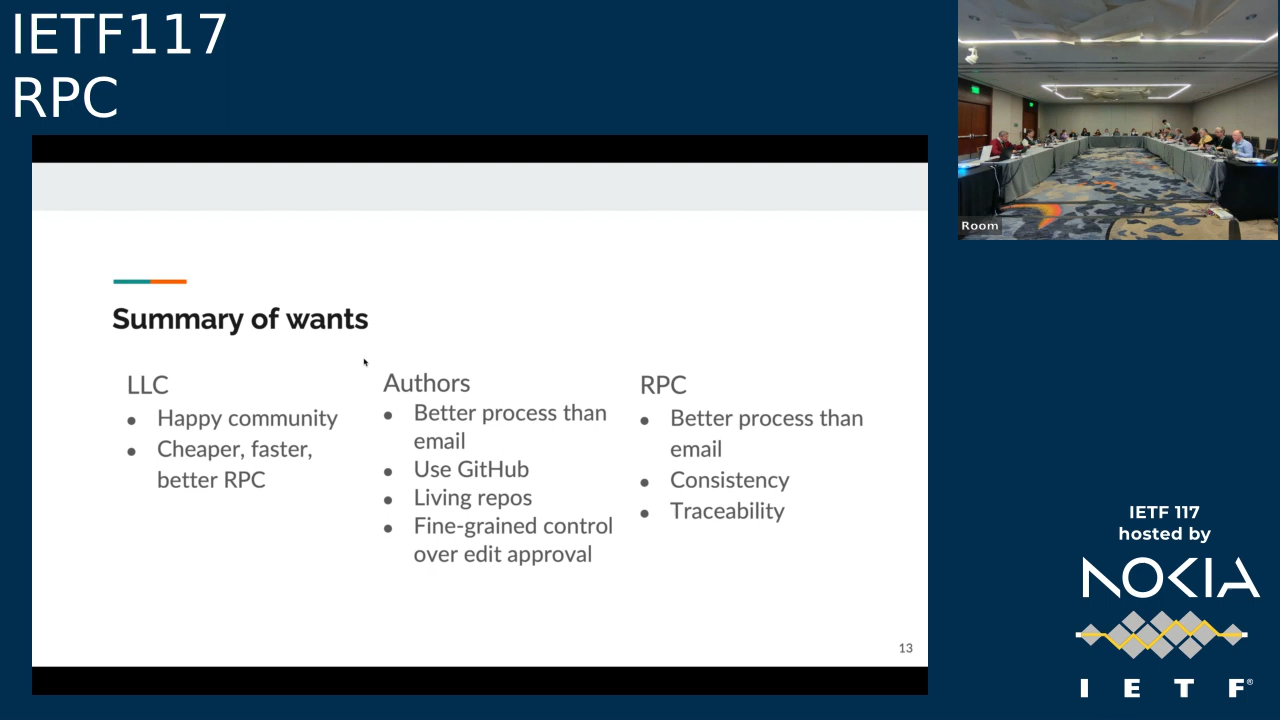 IETF117
RPC
Room
Summary of wants
LLC
• Happy community
• Cheaper, faster,
better RPC
Authors
• Better process than
email
• Use GitHub
• Living repos
• Fine-grained control
over edit approval
RPC
• Better process than
email
• Consistency
• Traceability
13
IETF 117
hosted by
NOKIA
I E T F®